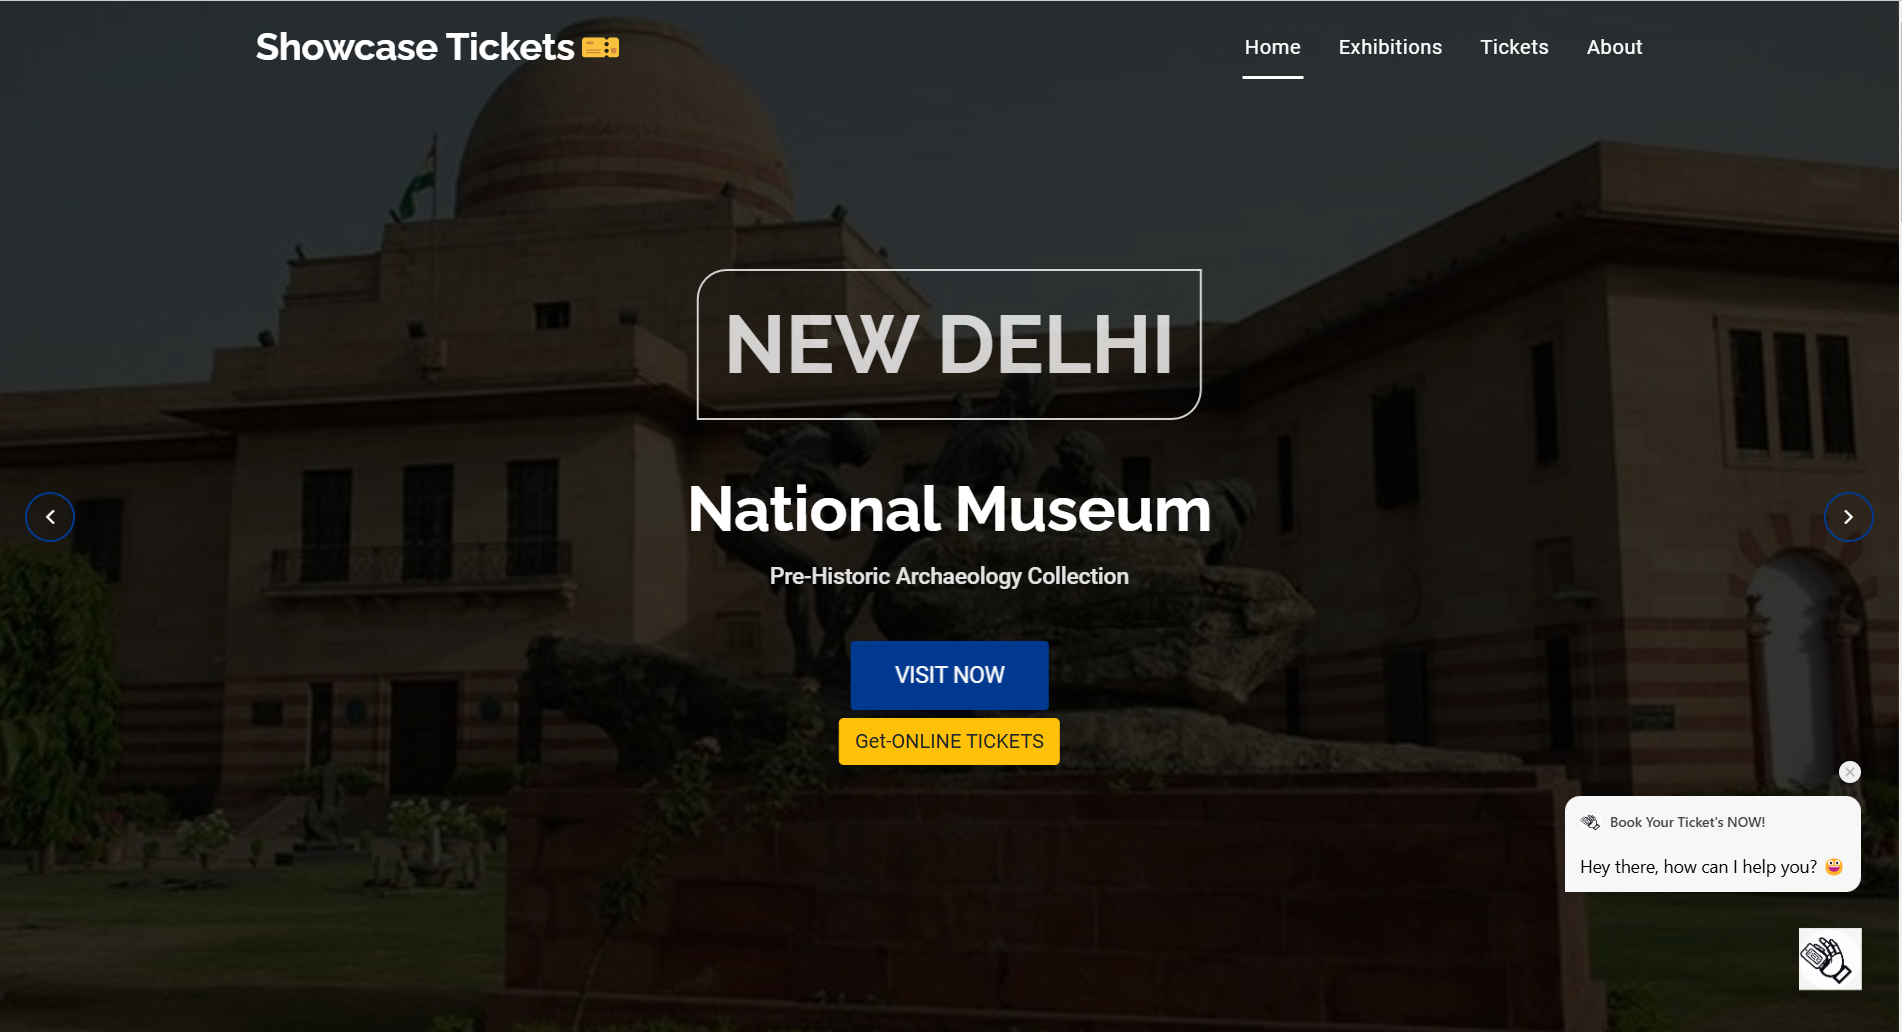 Showcase Tickets
Home Exhibitions Tickets About
NEW DELHI
National Museum
Pre-Historic Archaeology Collection
VISIT NOW
Get-ONLINE TICKETS
Book Your Ticket's NOW!
Hey there, how can I help you?